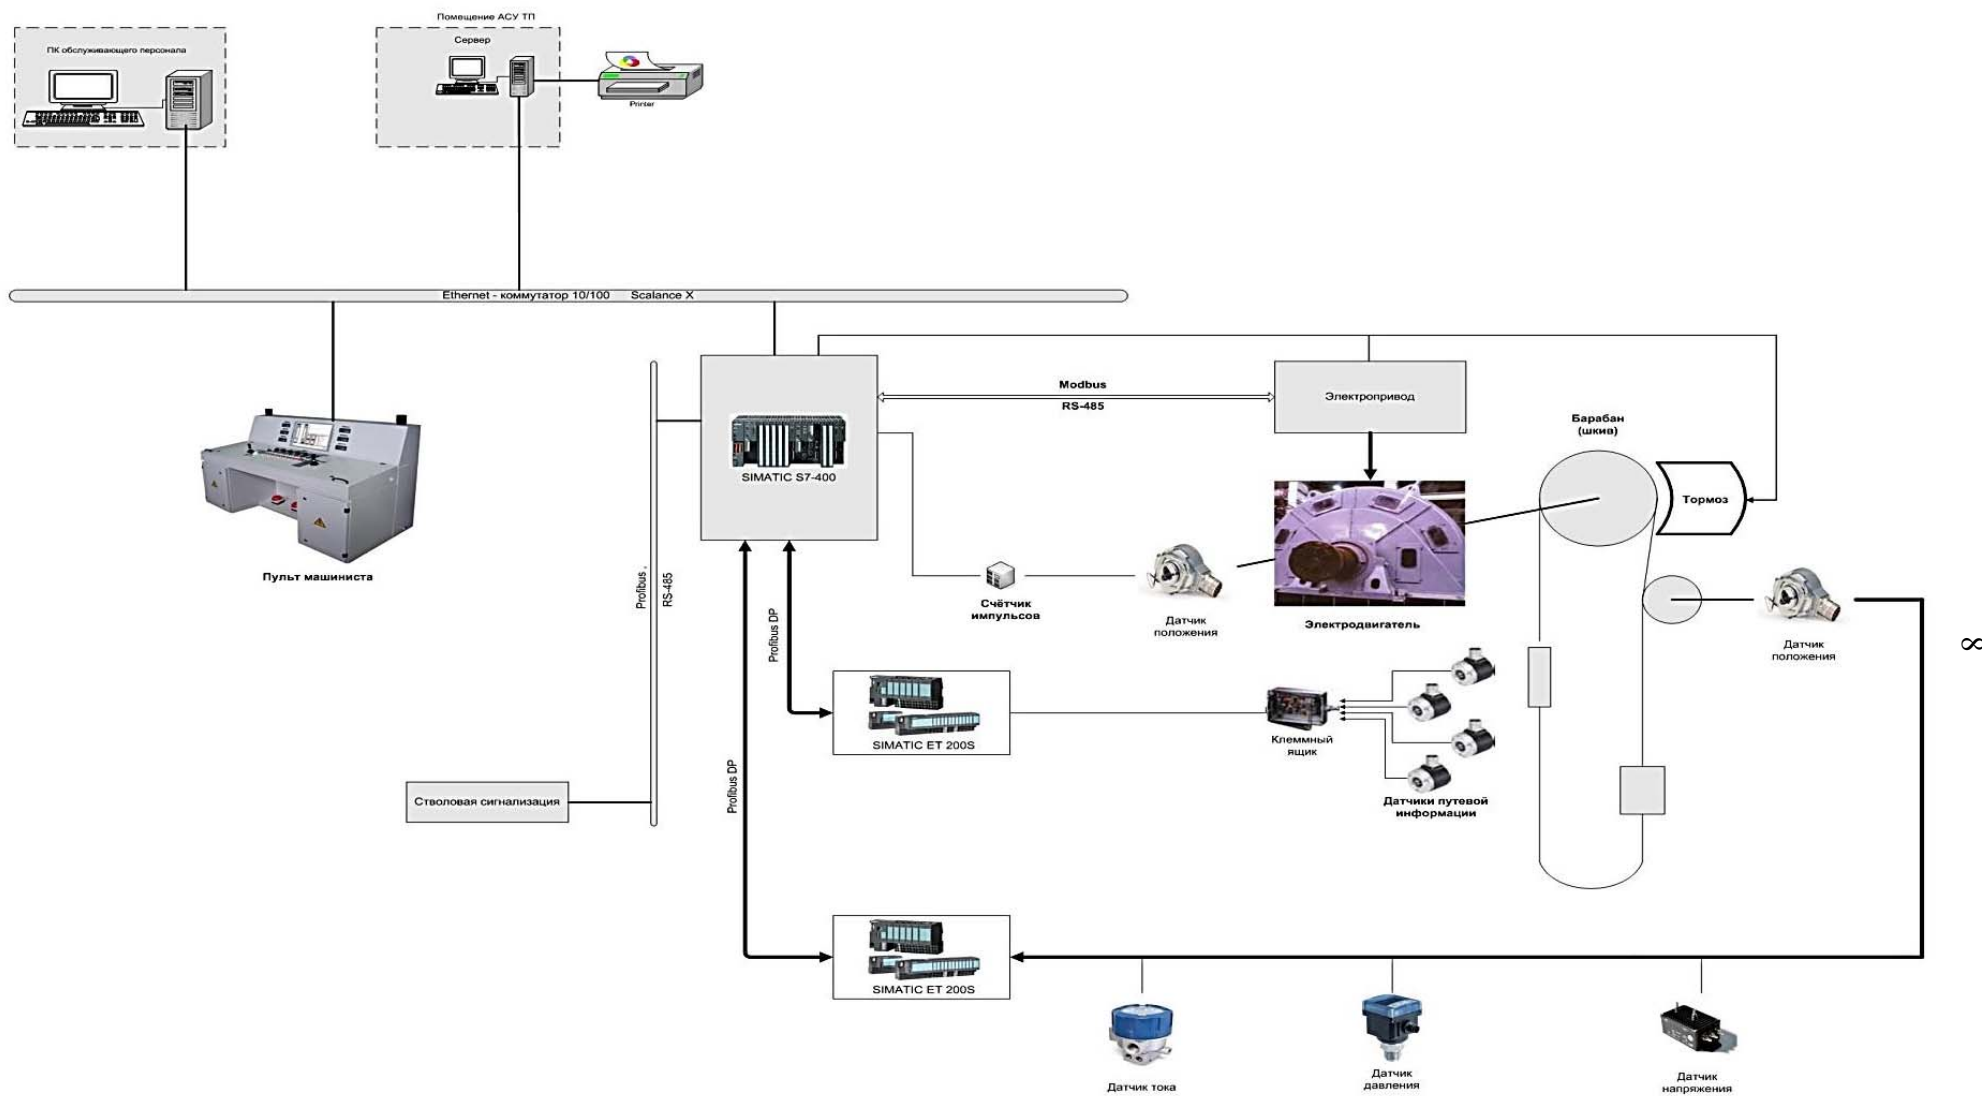 Помещение АСУ ТП
ПК обслуживающего персонала
Сервер
Printer
Ethernet - коммутатор 10/100 Scalance X
Modbus
RS-485
Электропривод
Барабан
(шкив)
SIMATIC S7-400
Тормоз
Пульт машиниста
Profibus ,
RS-485
Счётчик
импульсов
Датчик
положения
Электродвигатель
Датчик
положения
8
Profibus DP
SIMATIC ET 200S
Клеммный
ящик
Profibus DP
Стволовая сигнализация
Датчики путевой
информации
SIMATIC ET 200S
Датчик тока
Датчик
давления
Датчик
напряжения